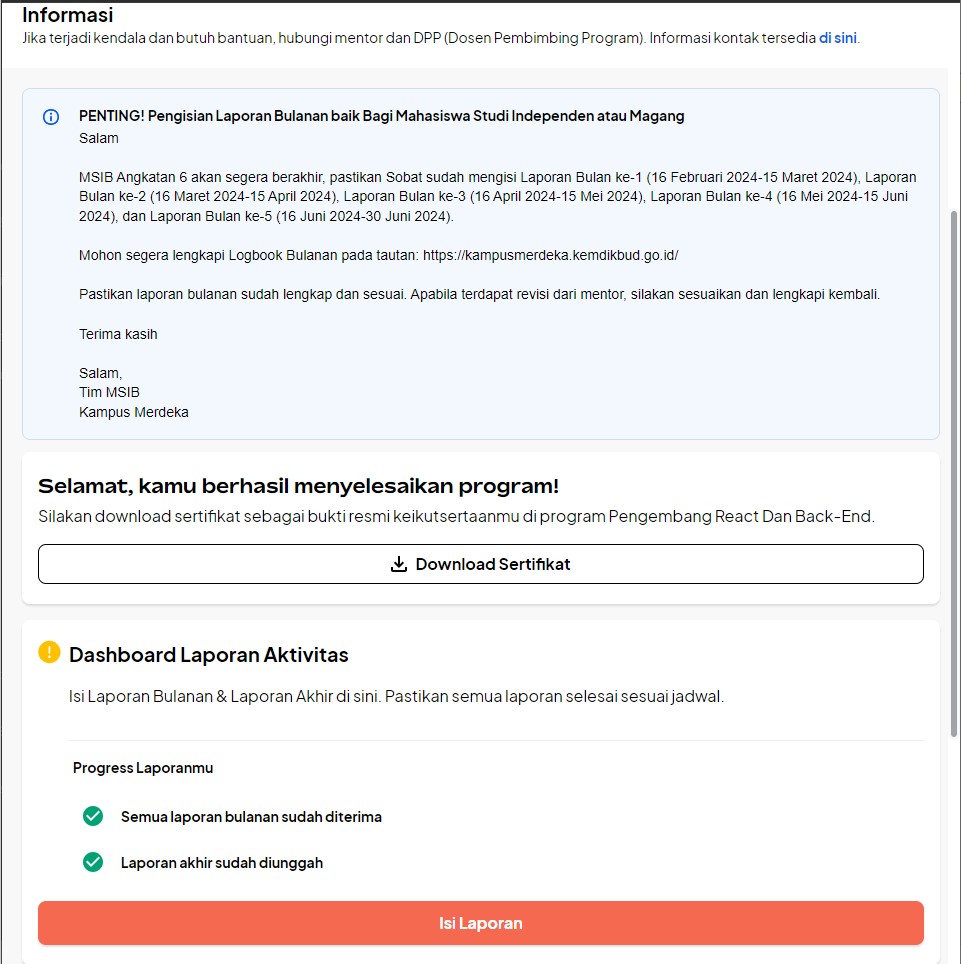 Informasi
Jika terjadi kendala dan butuh bantuan, hubungi mentor dan DPP (Dosen Pembimbing Program). Informasi kontak tersedia di sini.
PENTING! Pengisian Laporan Bulanan baik Bagi Mahasiswa Studi Independen atau Magang
Salam
MSIB Angkatan 6 akan segera berakhir, pastikan Sobat sudah mengisi Laporan Bulan ke-1 (16 Februari 2024-15 Maret 2024), Laporan
Bulan ke-2 (16 Maret 2024-15 April 2024), Laporan Bulan ke-3 (16 April 2024-15 Mei 2024), Laporan Bulan ke-4 (16 Mei 2024-15 Juni
2024), dan Laporan Bulan ke-5 (16 Juni 2024-30 Juni 2024).
Mohon segera lengkapi Logbook Bulanan pada tautan: https://kampusmerdeka.kemdikbud.go.id/
Pastikan laporan bulanan sudah lengkap dan sesuai. Apabila terdapat revisi dari mentor, silakan sesuaikan dan lengkapi kembali.
Terima kasih
Salam,
Tim MSIB
Kampus Merdeka
Selamat, kamu berhasil menyelesaikan program!
Silakan download sertifikat sebagai bukti resmi keikutsertaanmu di program Pengembang React Dan Back-End.
Download Sertifikat
Dashboard Laporan Aktivitas
Isi Laporan Bulanan & Laporan Akhir di sini. Pastikan semua laporan selesai sesuai jadwal.
Progress Laporanmu
Semua laporan bulanan sudah diterima
Laporan akhir sudah diunggah
Isi Laporan